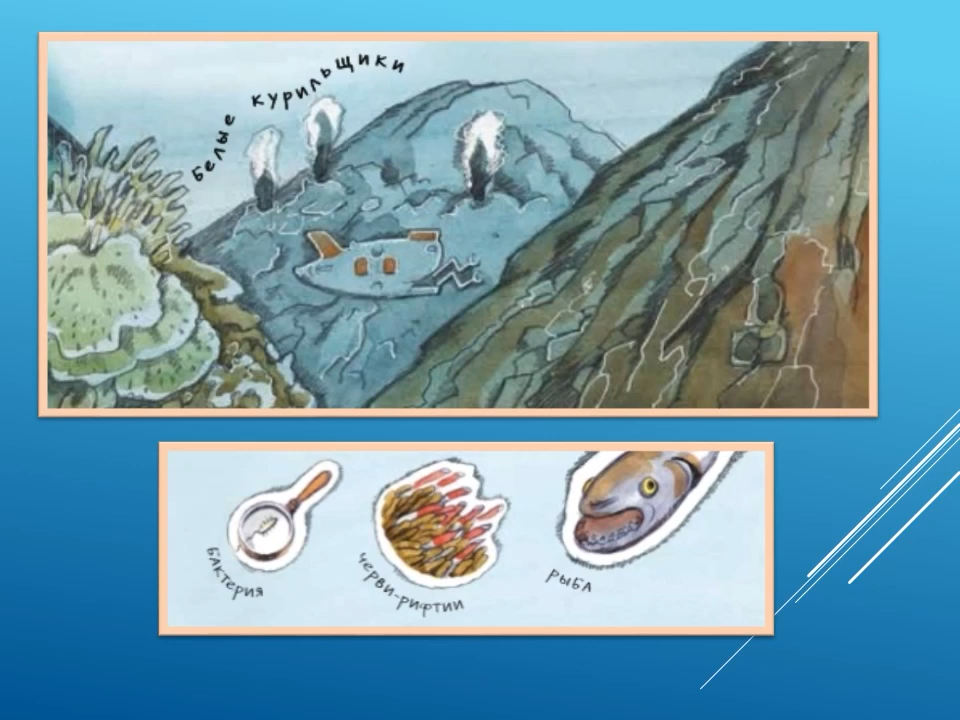 Белые курильщики
бактерия
черви-рифтии
рыба